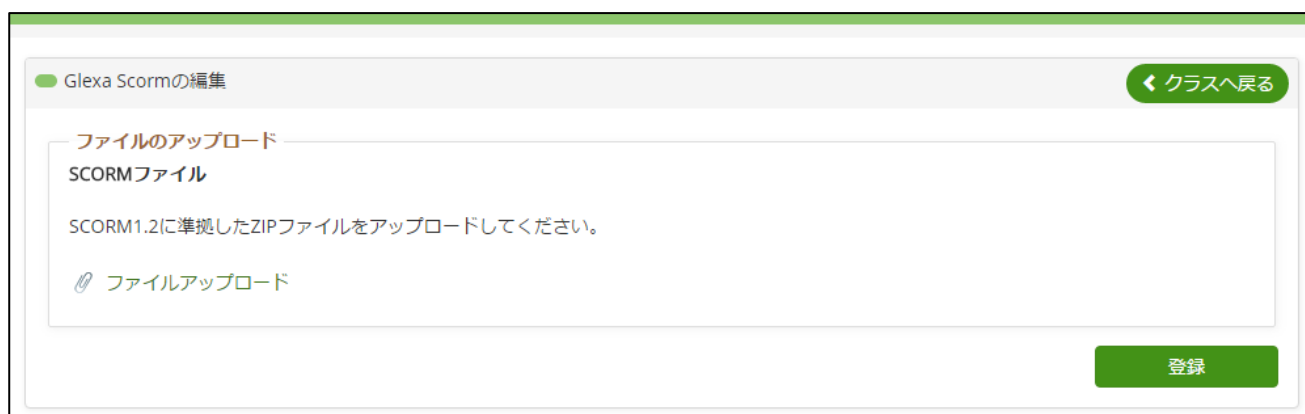 Glexa Scormの編集
クラスへ戻る
ファイルのアップロード
SCORMファイル
SCORM1.2に準拠したZIPファイルをアップロードしてください。
ファイルアップロード
登録